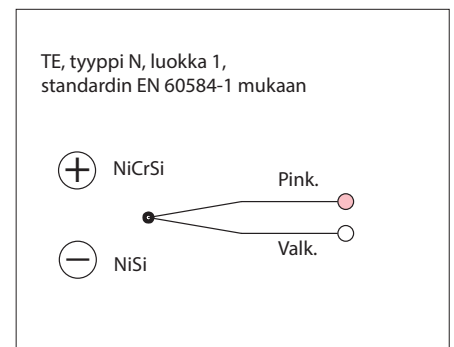 TE, tyyppi N, luokka 1,
standardin EN 60584-1 mukaan
+ NiCrSi
Pink.
Valk.
− NiSi